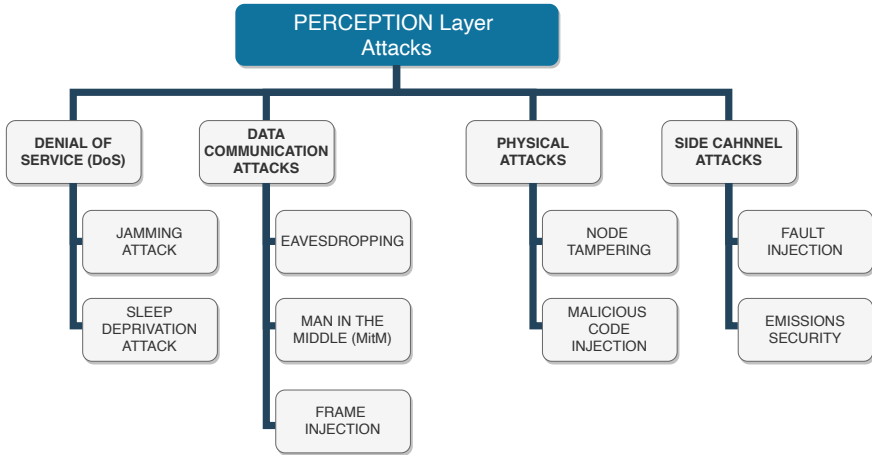 PERCEPTION Layer
Attacks
DENIAL OF
SERVICE (DoS)
DATA
COMMUNICATION
ATTACKS
PHYSICAL
ATTACKS
SIDE CAHNNEL
ATTACKS
JAMMING
ATTACK
EAVESDROPPING
NODE
TAMPERING
FAULT
INJECTION
SLEEP
DEPRIVATION
ATTACK
MAN IN THE
MIDDLE (MitM)
MALICIOUS
CODE
INJECTION
EMISSIONS
SECURITY
FRAME
INJECTION